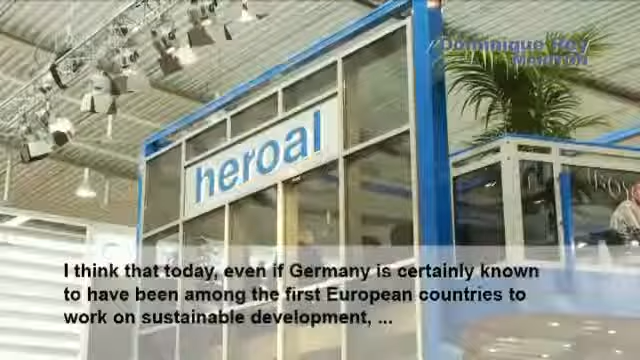 Dominique Rey
heroal
I think that today, even if Germany is certainly known
to have been among the first European countries to
work on sustainable development, ...